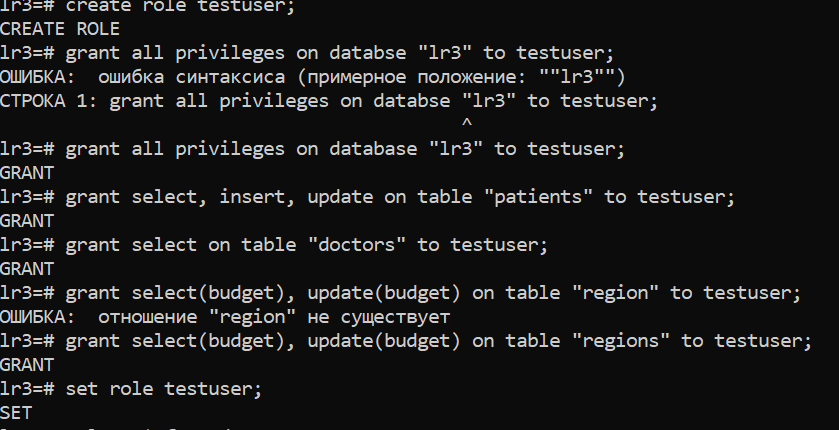 lr3=# create role testuser;
CREATE ROLE
lr3=# grant all privileges on databse "lr3" to testuser;
ОШИБКА:  ошибка синтаксиса (примерное положение: ""lr3"")
СТРОКА 1: grant all privileges on databse "lr3" to testuser;
^
lr3=# grant all privileges on database "lr3" to testuser;
GRANT
lr3=# grant select, insert, update on table "patients" to testuser;
GRANT
lr3=# grant select on table "doctors" to testuser;
GRANT
lr3=# grant select(budget), update(budget) on table "region" to testuser;
ОШИБКА:  отношение "region" не существует
lr3=# grant select(budget), update(budget) on table "regions" to testuser;
GRANT
lr3=# set role testuser;
SET